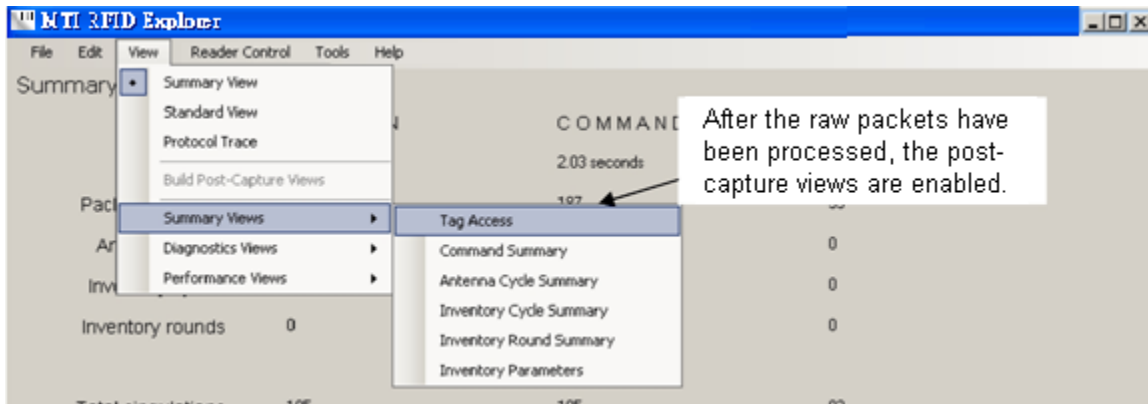 MTI RFID Explorer
File Edit View Reader Control Tools Help
Summary
Summary View
Standard View
Protocol Trace
Build Post-Capture Views
Summary Views
Diagnostics Views
Performance Views
Tag Access
Command Summary
Antenna Cycle Summary
Inventory Cycle Summary
Inventory Round Summary
Inventory Parameters
COMMAND
2.03 seconds
After the raw packets have
been processed, the post-
capture views are enabled.
0
0
Inventory rounds 0 0